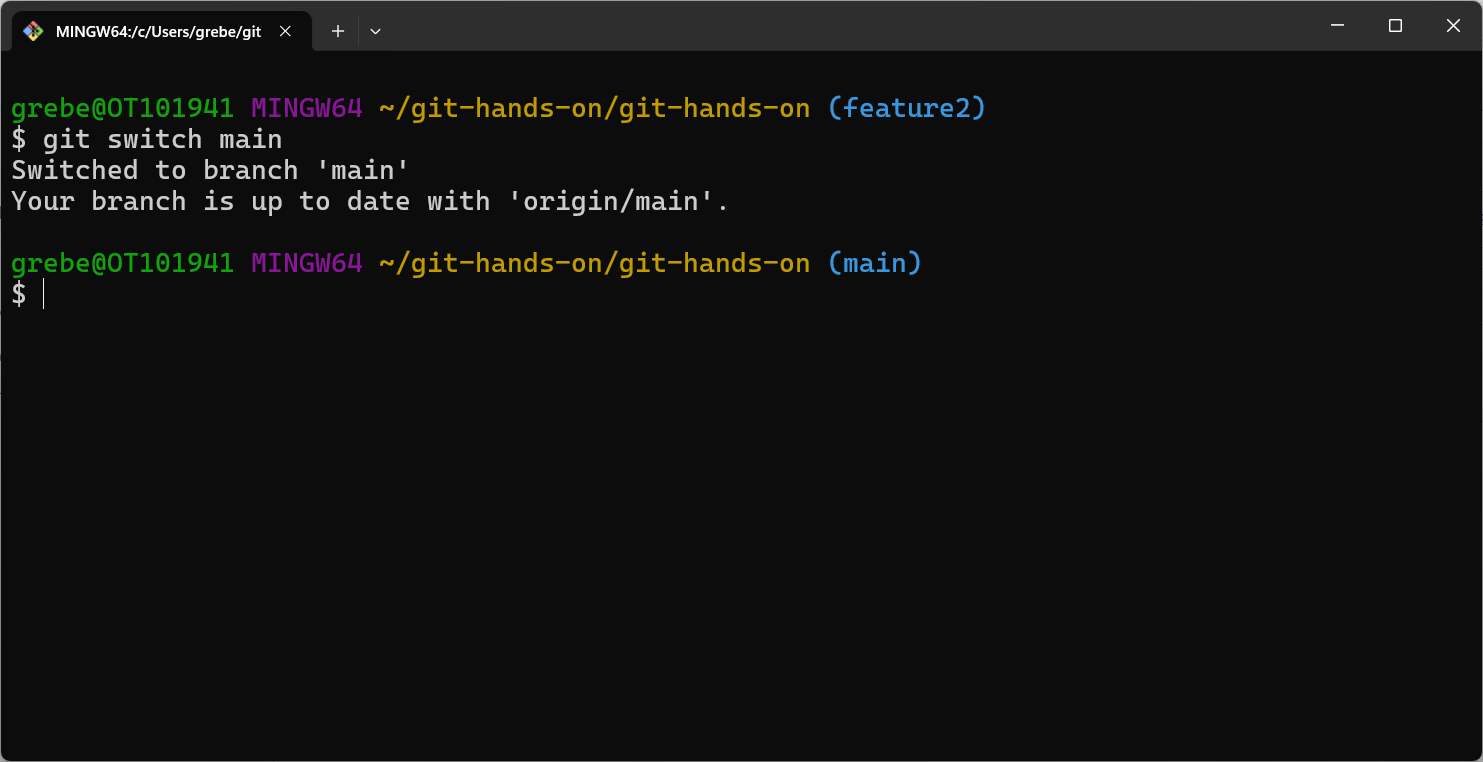 MINGW64:/c/Users/grebe/git
grebe@OT101941 MINGW64 ~/git-hands-on/git-hands-on (feature2)
$ git switch main
Switched to branch 'main'
Your branch is up to date with 'origin/main'.
grebe@OT101941 MINGW64 ~/git-hands-on/git-hands-on (main)
$